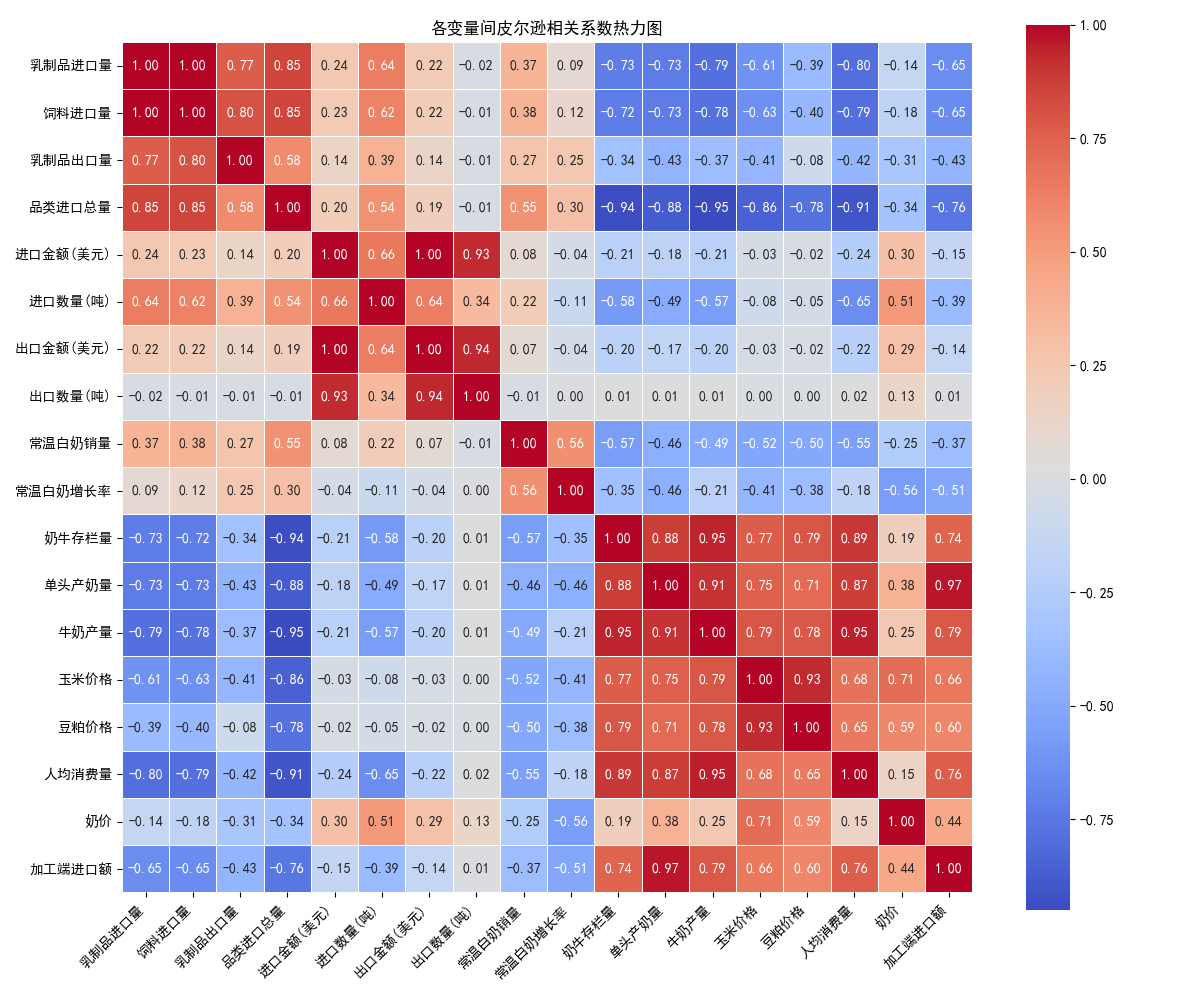 各变量间皮尔逊相关系数热力图
乳制品进口量 1.00 1.00 0.77 0.85 0.24 0.64 0.22 −0.02 0.37 0.09 −0.73 −0.73 −0.79 −0.61 −0.39 −0.80 −0.14 −0.65
饲料进口量 1.00 1.00 0.80 0.85 0.23 0.62 0.22 −0.01 0.38 0.12 −0.72 −0.73 −0.78 −0.63 −0.40 −0.79 −0.18 −0.65
乳制品出口量 0.77 0.80 1.00 0.58 0.14 0.39 0.14 −0.01 0.27 0.25 −0.34 −0.43 −0.37 −0.41 −0.08 −0.42 −0.31 −0.43
品类进口总量 0.85 0.85 0.58 1.00 0.20 0.54 0.19 −0.01 0.55 0.30 −0.94 −0.88 −0.95 −0.86 −0.78 −0.91 −0.34 −0.76
进口金额(美元) 0.24 0.23 0.14 0.20 1.00 0.66 1.00 0.93 0.08 −0.04 −0.21 −0.18 −0.21 −0.03 −0.02 −0.24 0.30 −0.15
进口数量(吨) 0.64 0.62 0.39 0.54 0.66 1.00 0.64 0.34 0.22 −0.11 −0.58 −0.49 −0.57 −0.08 −0.05 −0.65 0.51 −0.39
出口金额(美元) 0.22 0.22 0.14 0.19 1.00 0.64 1.00 0.94 0.07 −0.04 −0.20 −0.17 −0.20 −0.03 −0.02 −0.22 0.29 −0.14
出口数量(吨) −0.02 −0.01 −0.01 −0.01 0.93 0.34 0.94 1.00 −0.01 0.00 0.01 0.01 0.01 0.00 0.00 0.02 0.13 0.01
常温白奶销量 0.37 0.38 0.27 0.55 0.08 0.22 0.07 −0.01 1.00 0.56 −0.57 −0.46 −0.49 −0.52 −0.50 −0.55 −0.25 −0.37
常温白奶增长率 0.09 0.12 0.25 0.30 −0.04 −0.11 −0.04 0.00 0.56 1.00 −0.35 −0.46 −0.21 −0.41 −0.38 −0.18 −0.56 −0.51
奶牛存栏量 −0.73 −0.72 −0.34 −0.94 −0.21 −0.58 −0.20 0.01 −0.57 −0.35 1.00 0.88 0.95 0.77 0.79 0.89 0.19 0.74
单头产奶量 −0.73 −0.73 −0.43 −0.88 −0.18 −0.49 −0.17 0.01 −0.46 −0.46 0.88 1.00 0.91 0.75 0.71 0.87 0.38 0.97
牛奶产量 −0.79 −0.78 −0.37 −0.95 −0.21 −0.57 −0.20 0.01 −0.49 −0.21 0.95 0.91 1.00 0.79 0.78 0.95 0.25 0.79
玉米价格 −0.61 −0.63 −0.41 −0.86 −0.03 −0.08 −0.03 0.00 −0.52 −0.41 0.77 0.75 0.79 1.00 0.93 0.68 0.71 0.66
豆粕价格 −0.39 −0.40 −0.08 −0.78 −0.02 −0.05 −0.02 0.00 −0.50 −0.38 0.79 0.71 0.78 0.93 1.00 0.65 0.59 0.60
人均消费量 −0.80 −0.79 −0.42 −0.91 −0.24 −0.65 −0.22 0.02 −0.55 −0.18 0.89 0.87 0.95 0.68 0.65 1.00 0.15 0.76
奶价 −0.14 −0.18 −0.31 −0.34 0.30 0.51 0.29 0.13 −0.25 −0.56 0.19 0.38 0.25 0.71 0.59 0.15 1.00 0.44
加工端进口额 −0.65 −0.65 −0.43 −0.76 −0.15 −0.39 −0.14 0.01 −0.37 −0.51 0.74 0.97 0.79 0.66 0.60 0.76 0.44 1.00
乳制品进口量
饲料进口量
乳制品出口量
品类进口总量
进口金额(美元)
进口数量(吨)
出口金额(美元)
出口数量(吨)
常温白奶销量
常温白奶增长率
奶牛存栏量
单头产奶量
牛奶产量
玉米价格
豆粕价格
人均消费量
奶价
加工端进口额
1.00
0.75
0.50
0.25
0.00
−0.25
−0.50
−0.75